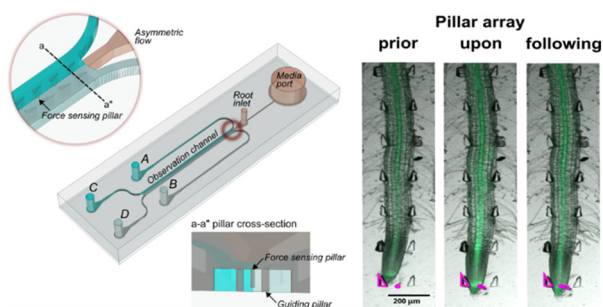 Asymmetric
flow
a
a"
Force sensing pillar
Media
port
Root
inlet
Observation channel
A
B
C
D
a-a" pillar cross-section
Force sensing pillar
Guiding pillar
Pillar array
prior upon following
200 µm